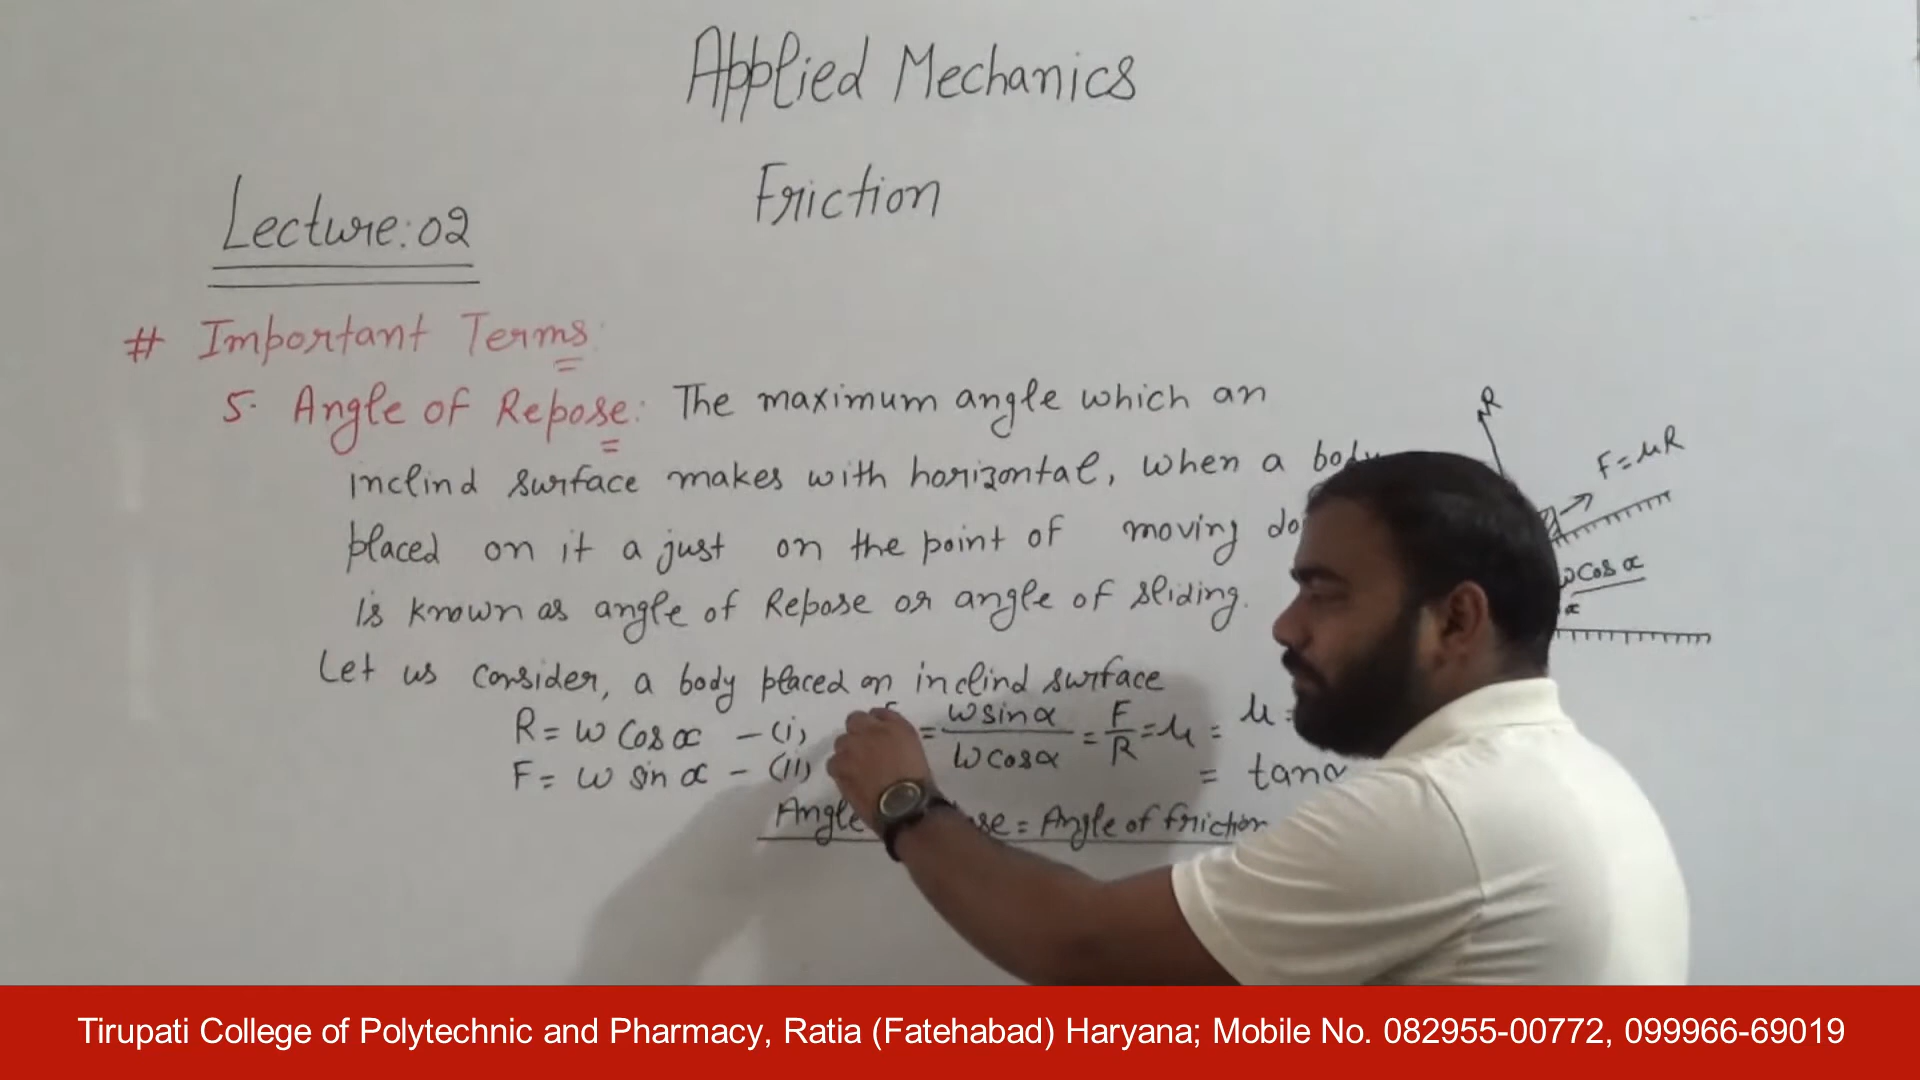 Applied Mechanics
Friction
Lecture:02
# Important Terms:
5. Angle of Repose: The maximum angle which an
inclind surface makes with horizontal, when a body
placed on it a just on the point of moving
is known as angle of Repose or angle of sliding.
Let us consider, a body placed on inclind surface
R = w Cos α - (i)
F = w sin α - (ii)
= w sin α / w cos α = F/R = μ = μ =
= tan α
Angle = Angle of friction
R
F = μR
w Cos α
α
Tirupati College of Polytechnic and Pharmacy, Ratia (Fatehabad) Haryana; Mobile No. 082955-00772, 099966-69019